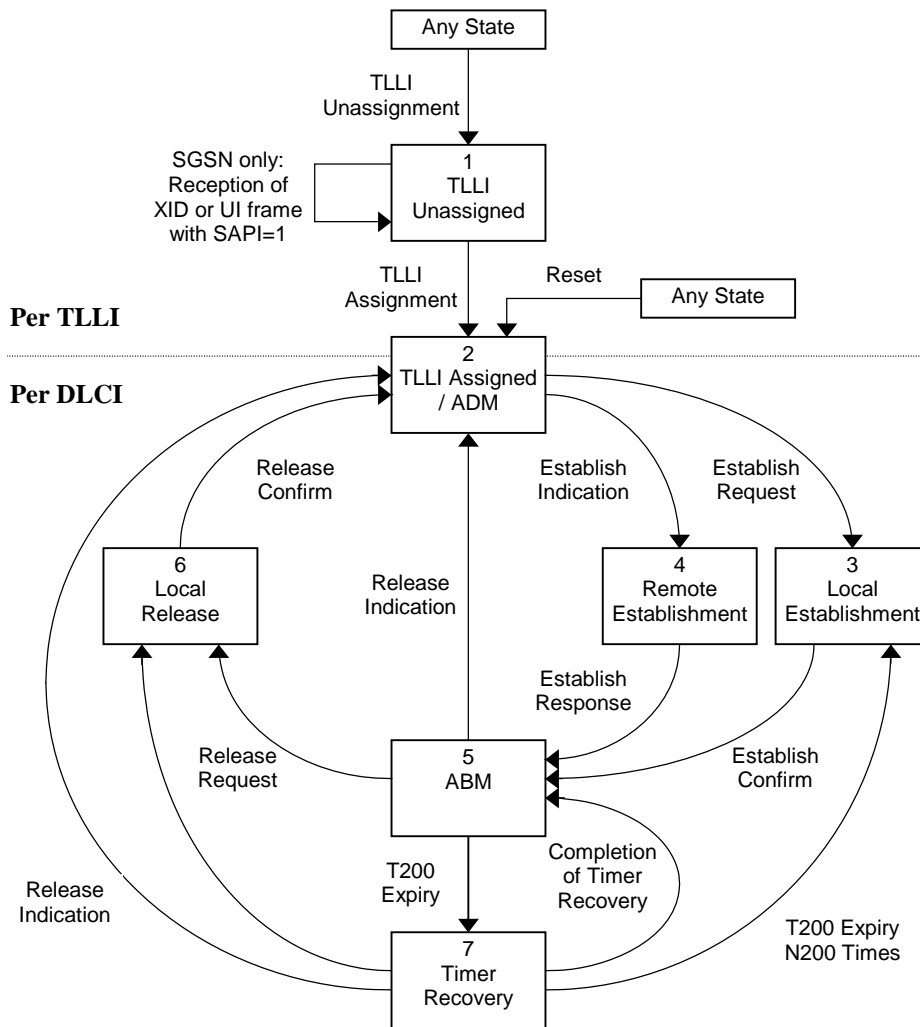 Any State
TLLI
Unassignment
SGSN only:
Reception of
XID or UI frame
with SAPI=1
1
TLLI
Unassigned
TLLI
Assignment
Reset
Any State
Per TLLI
Per DLCI
2
TLLI Assigned
/ ADM
Release
Confirm
Establish
Indication
Establish
Request
6
Local
Release
Release
Indication
4
Remote
Establishment
3
Local
Establishment
Establish
Response
Release
Request
5
ABM
Establish
Confirm
T200
Expiry
Completion
of Timer
Recovery
Release
Indication
T200 Expiry
N200 Times
7
Timer
Recovery